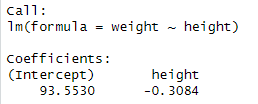 Call:
lm(formula = weight ~ height)
Coefficients:
(Intercept) height
93.5530 -0.3084